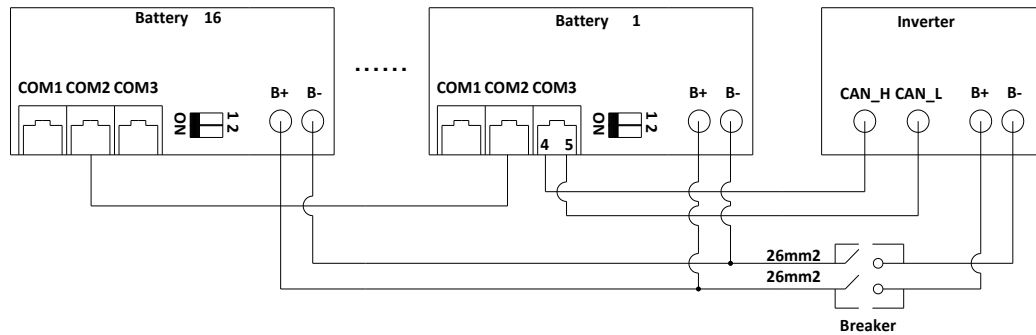 Battery 16
Battery 1
Inverter
COM1 COM2 COM3
B+ B-
ON
1 2
......
COM1 COM2 COM3
4 5
B+ B-
ON
1 2
CAN_H CAN_L
B+ B-
26mm2
26mm2
Breaker